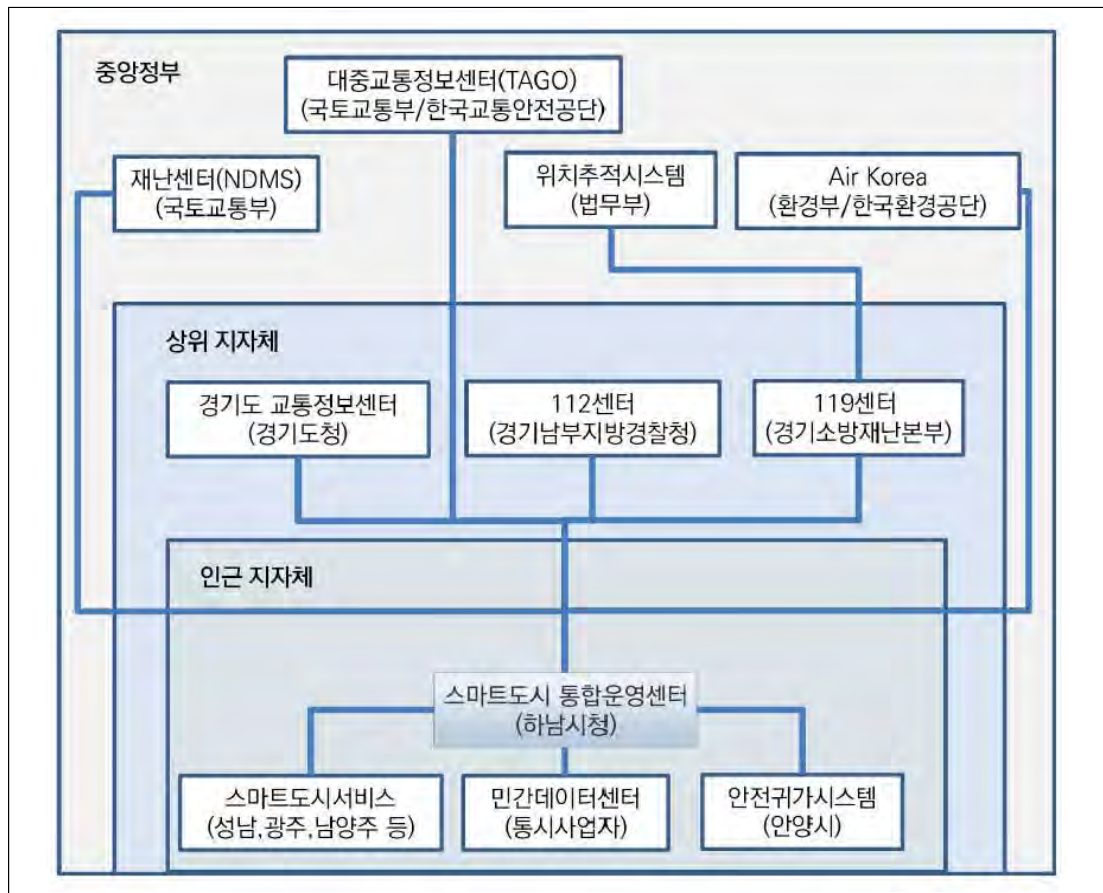 중앙정부
대중교통정보센터(TAGO)
(국토교통부/한국교통안전공단)
재난센터(NDMS)
(국토교통부)
위치추적시스템
(법무부)
Air Korea
(환경부/한국환경공단)
상위 지자체
경기도 교통정보센터
(경기도청)
112센터
(경기남부지방경찰청)
119센터
(경기소방재난본부)
인근 지자체
스마트도시 통합운영센터
(하남시청)
스마트도시서비스
(성남,광주,남양주 등)
민간데이터센터
(통시사업자)
안전귀가시스템
(안양시)